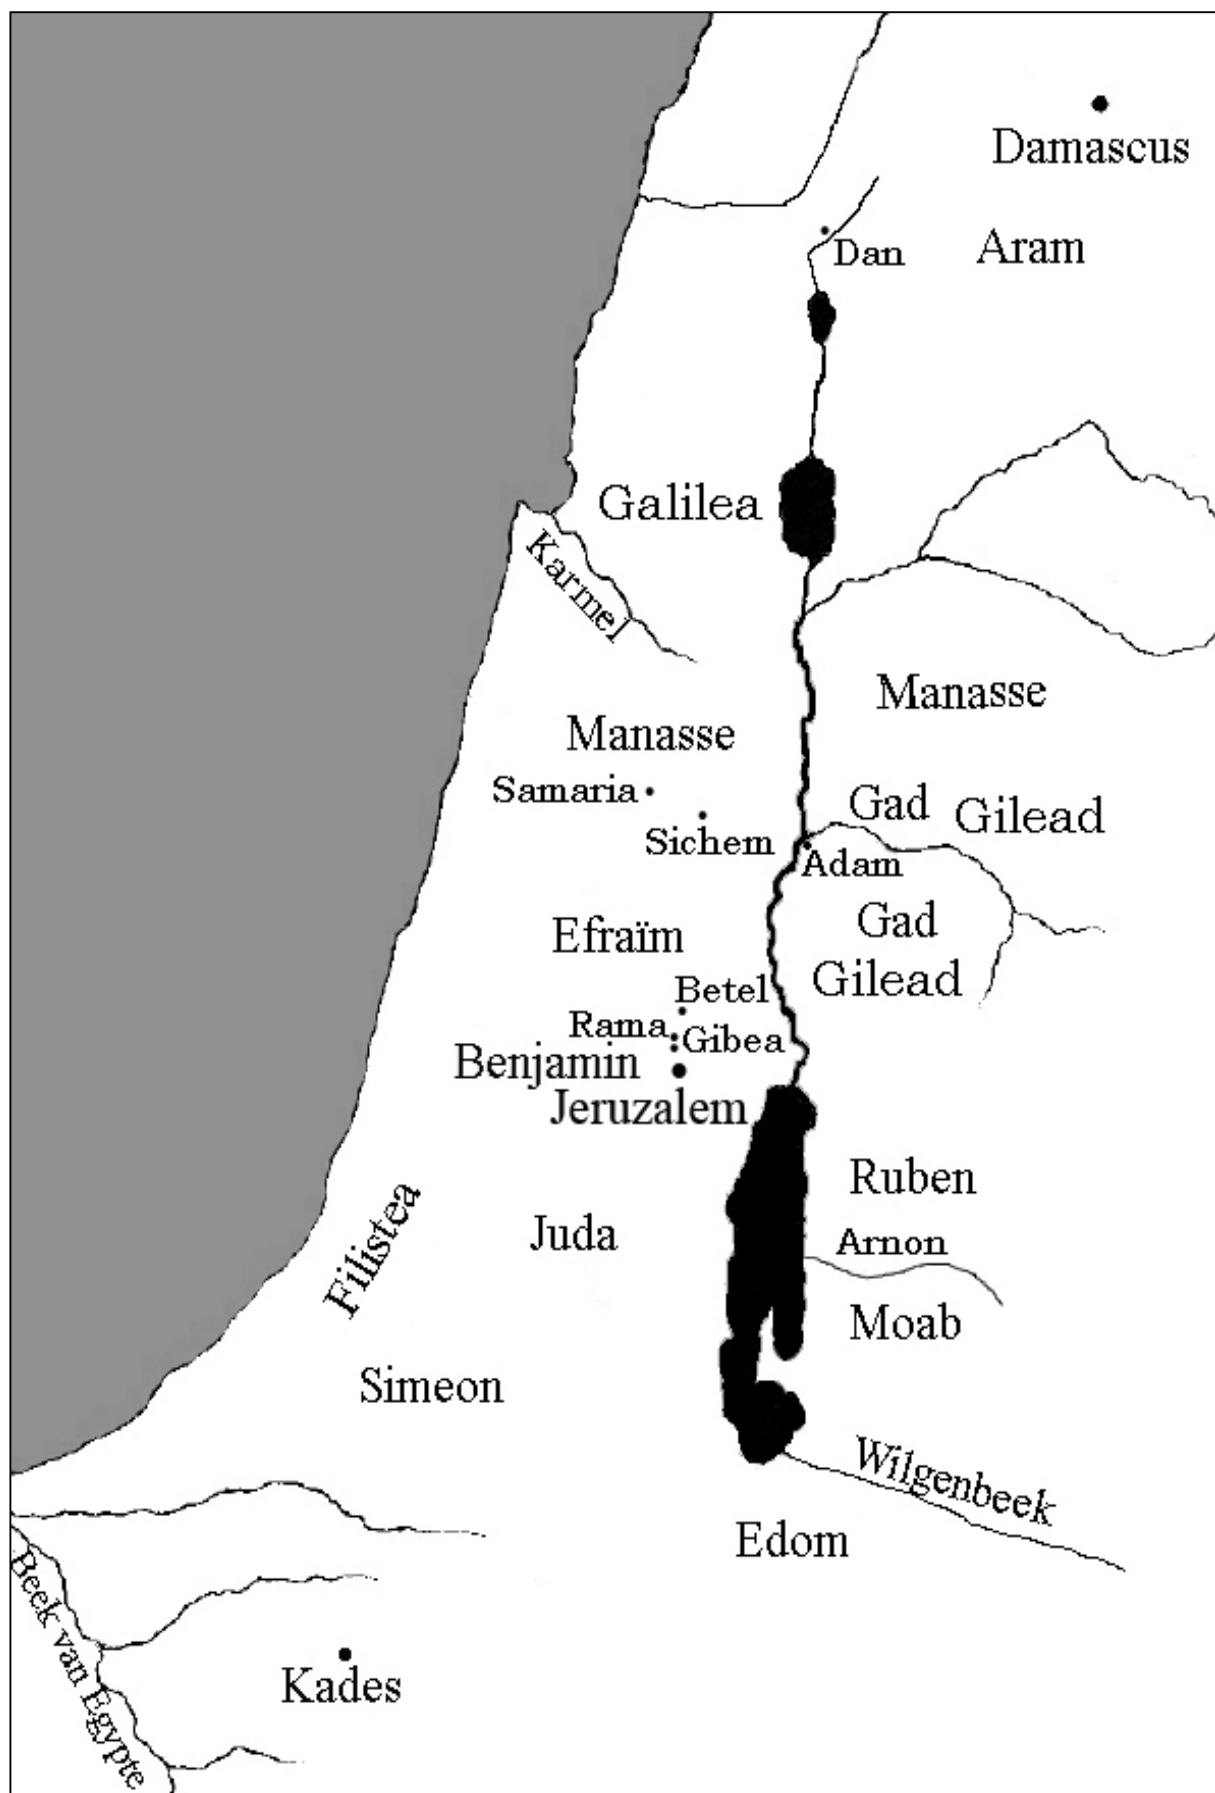 Damascus
Dan
Aram
Galilea
Karmel
Manasse
Manasse
Samaria
Gad
Gilead
Sichem
Adam
Gad
Efraïm
Gilead
Betel
Rama
Gibea
Benjamin
Jeruzalem
Ruben
Filistea
Juda
Arnon
Moab
Simeon
Wilgenbeek
Edom
Beek van Egypte
Kades